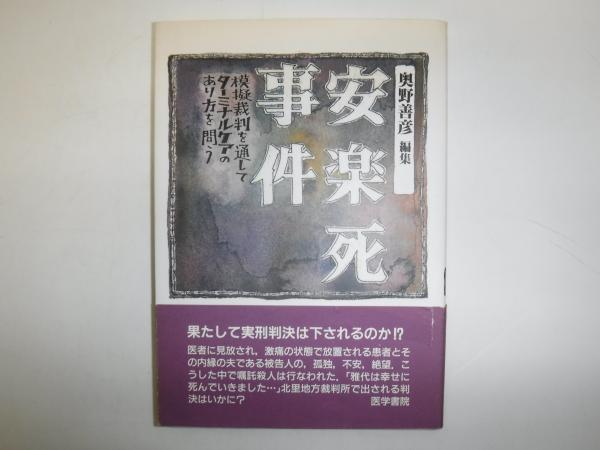 奥野善彦 編集
安楽死
事件
模擬裁判を通して
ターミナルケアの
あり方を問う
果たして実刑判決は下されるのか!?
医者に見放され，激痛の状態で放置される患者とそ
の内縁の夫である被告人の，孤独，不安，絶望，こ
うした中で嘱託殺人は行なわれた．「雅代は幸せに
死んでいきました…」北里地方裁判所で出される判
決はいかに？
医学書院